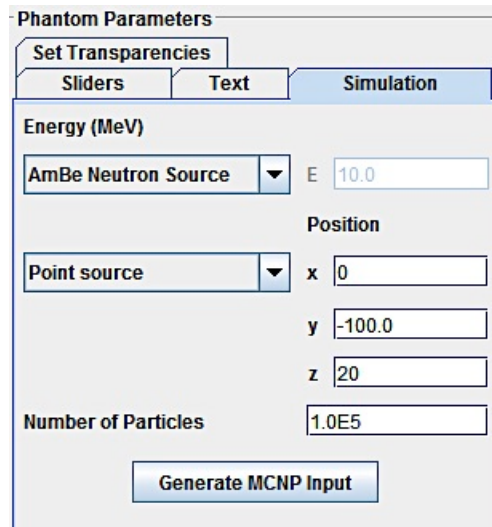 Phantom Parameters
Set Transparencies
Sliders Text Simulation
Energy (MeV)
AmBe Neutron Source E 10.0
Position
Point source x 0
y -100.0
z 20
Number of Particles 1.0E5
Generate MCNP Input